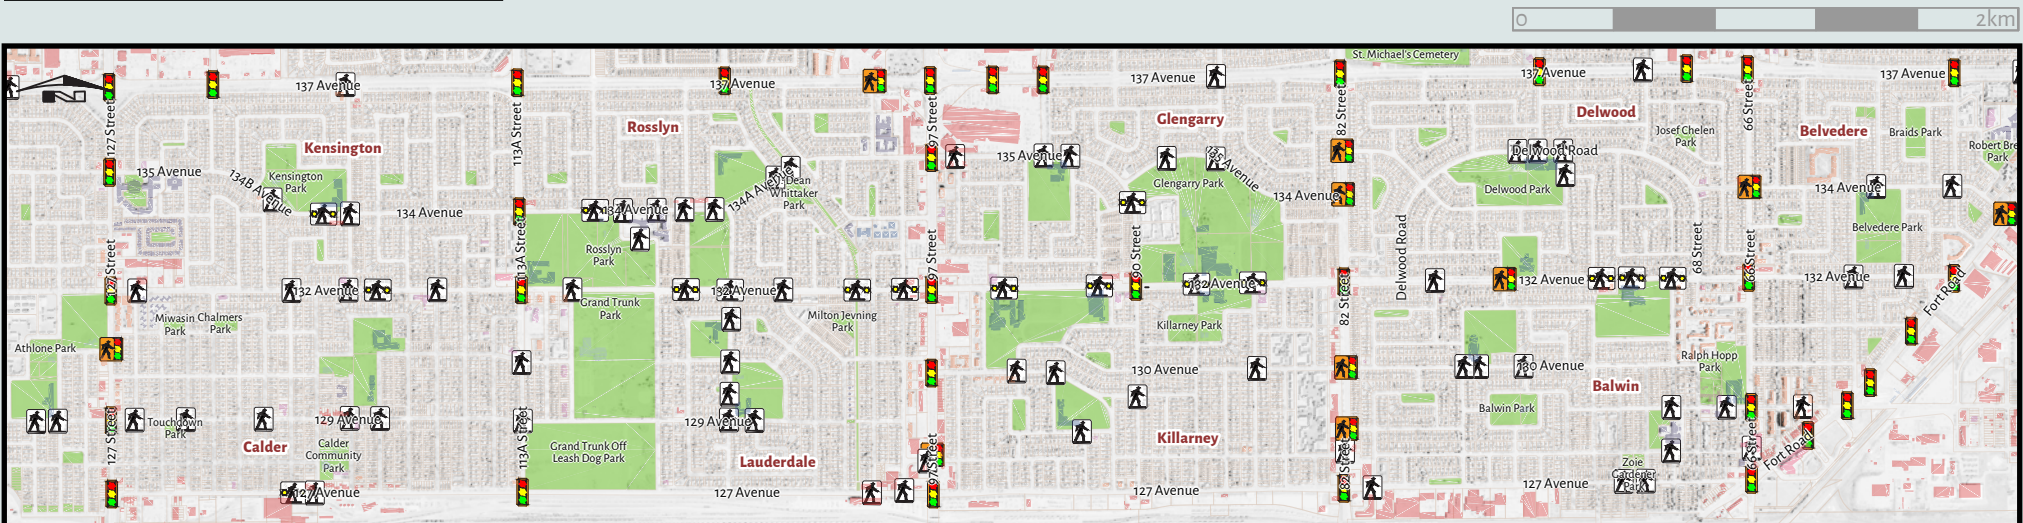 0
2km
St. Michael's Cemetery
137 Avenue
137 Avenue
137 Avenue
137 Avenue
137 Avenue
127 Street
113A Street
97 Street
82 Street
66 Street
Rosslyn
Glengarry
Delwood
Belvedere
Kensington
Josef Chelen
Park
Braids Park
Robert Bre
Park
135 Avenue
135 Avenue
135 Avenue
Delwood Road
134B Avenue
Kensington
Park
134A Avenue
Dean
Whittaker
Park
Glengarry Park
Delwood Park
134 Avenue
134 Avenue
134 Avenue
134 Avenue
Belvedere Park
127 Street
113A Street
Rosslyn
Park
97 Street
90 Street
Delwood Road
68 Street
66 Street
132 Avenue
132 Avenue
132 Avenue
132 Avenue
132 Avenue
Fort Road
82 Street
Grand Trunk
Park
Miwasin
Park
Chalmers
Park
Milton Jevning
Park
Killarney Park
Athlone Park
130 Avenue
130 Avenue
Ralph Hopp
Park
Balwin
Balwin Park
Touchdown
Park
129 Avenue
129 Avenue
127 Street
113A Street
97 Street
82 Street
66 Street
Fort Road
Calder
Calder
Community
Park
Grand Trunk Off
Leash Dog Park
Lauderdale
Killarney
Zoie
Gardener
Park
127 Avenue
127 Avenue
127 Avenue
127 Avenue